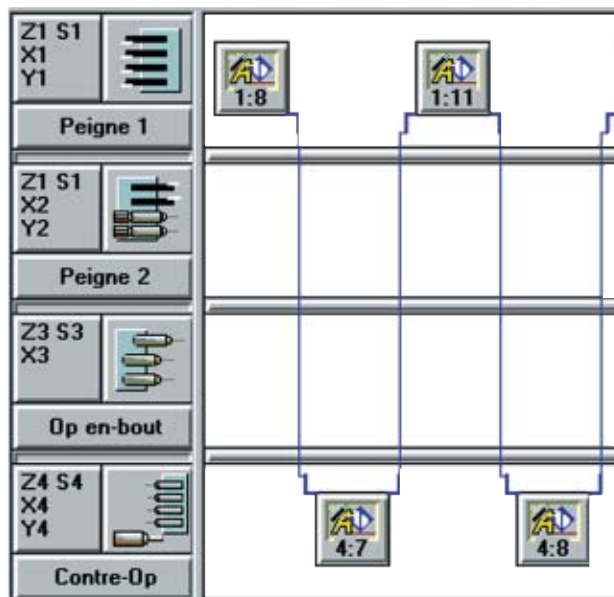 Z1 S1
X1
Y1
Peigne 1
1:8
1:11
Z1 S1
X2
Y2
Peigne 2
Z3 S3
X3
Op en-bout
Z4 S4
X4
Y4
Contre-Op
4:7
4:8